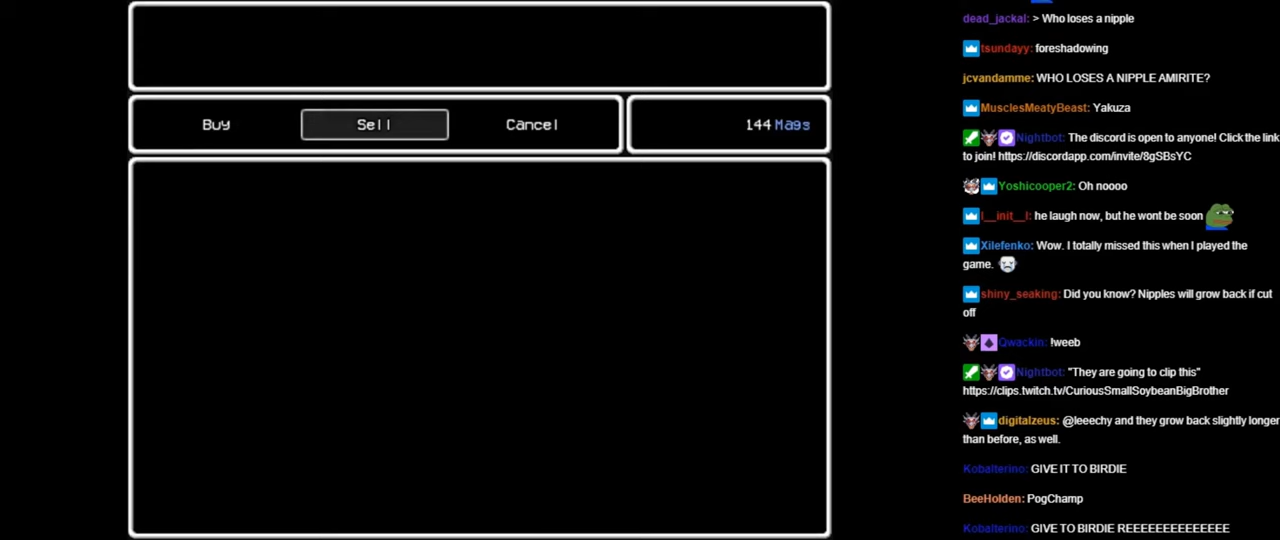 Buy
Sell
Cancel
144 Mags
dead_jackal: > Who loses a nipple
tsundayy: foreshadowing
jcvandamme: WHO LOSES A NIPPLE AMIRITE?
MusclesMeatyBeast: Yakuza
Nightbot: The discord is open to anyone! Click the link
to join! https://discordapp.com/invite/8gSBsYC
Yoshicooper2: Oh noooo
l__init__l: he laugh now, but he wont be soon
Xilefenko: Wow. I totally missed this when I played the
game.
shiny_seaking: Did you know? Nipples will grow back if cut
off
Qwackin: !weeb
Nightbot: "They are going to clip this"
https://clips.twitch.tv/CuriousSmallSoybeanBigBrother
digitalzeus: @leeechy and they grow back slightly longer
than before, as well.
Kobalterino: GIVE IT TO BIRDIE
BeeHolden: PogChamp
Kobalterino: GIVE TO BIRDIE REEEEEEEEEEEEEE